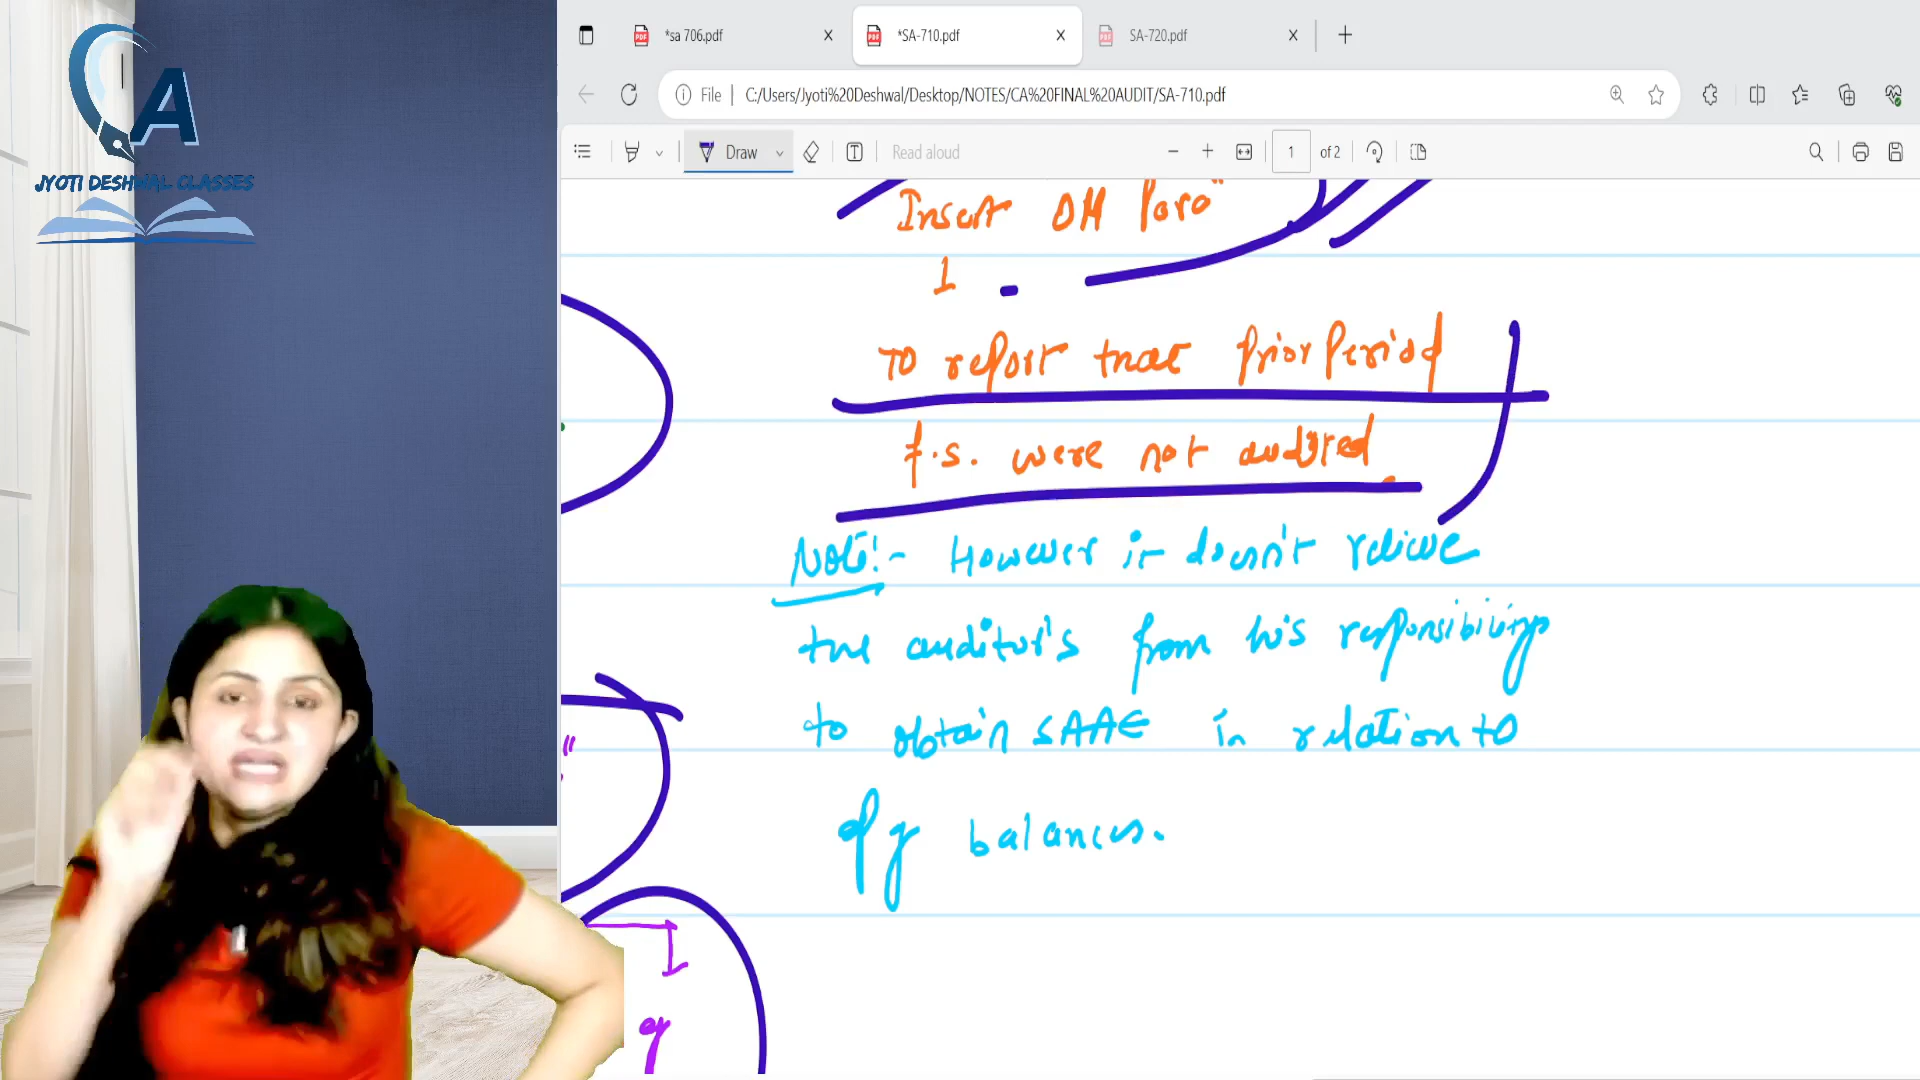 CA
JYOTI DESHWAL CLASSES
*sa 706.pdf
*SA-710.pdf
SA-720.pdf
File
C:/Users/Jyoti%20Deshwal/Desktop/NOTES/CA%20FINAL%20AUDIT/SA-710.pdf
Draw
Read aloud
1
of 2
Insert OM Para"
To report that Prior Period
f.s. were not audited
Note:- However it doesn't relieve
the auditor's from his responsibility
to obtain SAAE in relation to
opg balances.